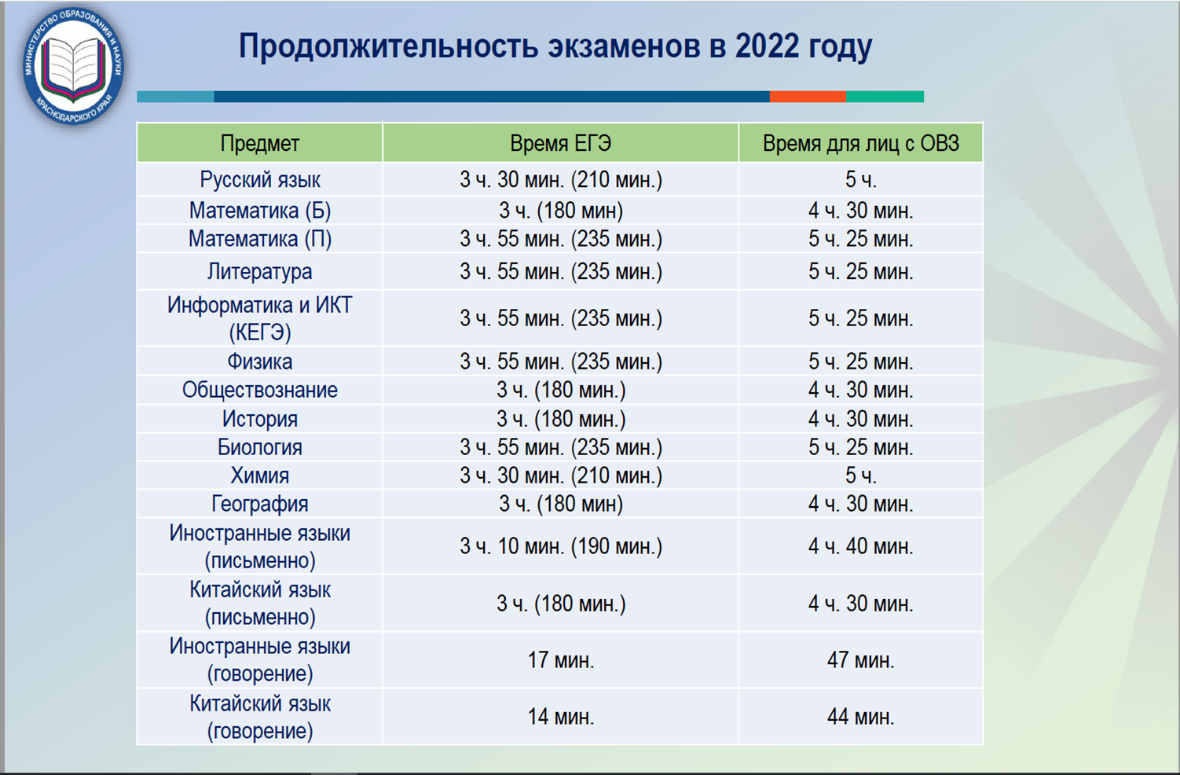 МИНИСТЕРСТВО ОБРАЗОВАНИЯ И НАУКИ
КРАСНОДАРСКОГО КРАЯ
Продолжительность экзаменов в 2022 году
Предмет Время ЕГЭ Время для лиц с ОВЗ
Русский язык 3 ч. 30 мин. (210 мин.) 5 ч.
Математика (Б) 3 ч. (180 мин) 4 ч. 30 мин.
Математика (П) 3 ч. 55 мин. (235 мин.) 5 ч. 25 мин.
Литература 3 ч. 55 мин. (235 мин.) 5 ч. 25 мин.
Информатика и ИКТ
(КЕГЭ) 3 ч. 55 мин. (235 мин.) 5 ч. 25 мин.
Физика 3 ч. 55 мин. (235 мин.) 5 ч. 25 мин.
Обществознание 3 ч. (180 мин.) 4 ч. 30 мин.
История 3 ч. (180 мин.) 4 ч. 30 мин.
Биология 3 ч. 55 мин. (235 мин.) 5 ч. 25 мин.
Химия 3 ч. 30 мин. (210 мин.) 5 ч.
География 3 ч. (180 мин) 4 ч. 30 мин.
Иностранные языки
(письменно) 3 ч. 10 мин. (190 мин.) 4 ч. 40 мин.
Китайский язык
(письменно) 3 ч. (180 мин.) 4 ч. 30 мин.
Иностранные языки
(говорение) 17 мин. 47 мин.
Китайский язык
(говорение) 14 мин. 44 мин.